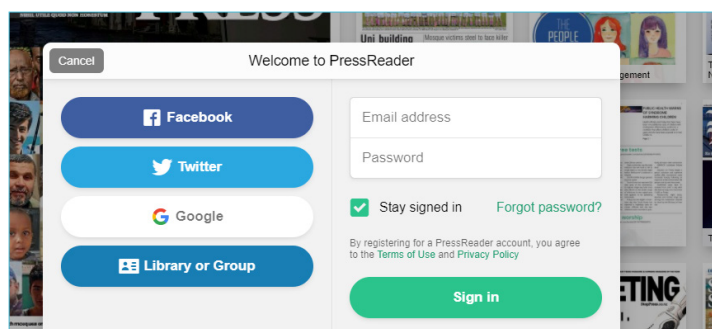 PRESS
Uni building
Mosque victims steel to face killer
THE
PEOPLE
Cancel
Welcome to PressReader
gement
Facebook
Twitter
Google
Library or Group
Email address
Password
Stay signed in
Forgot password?
By registering for a PressReader account, you agree
to the Terms of Use and Privacy Policy
Sign in